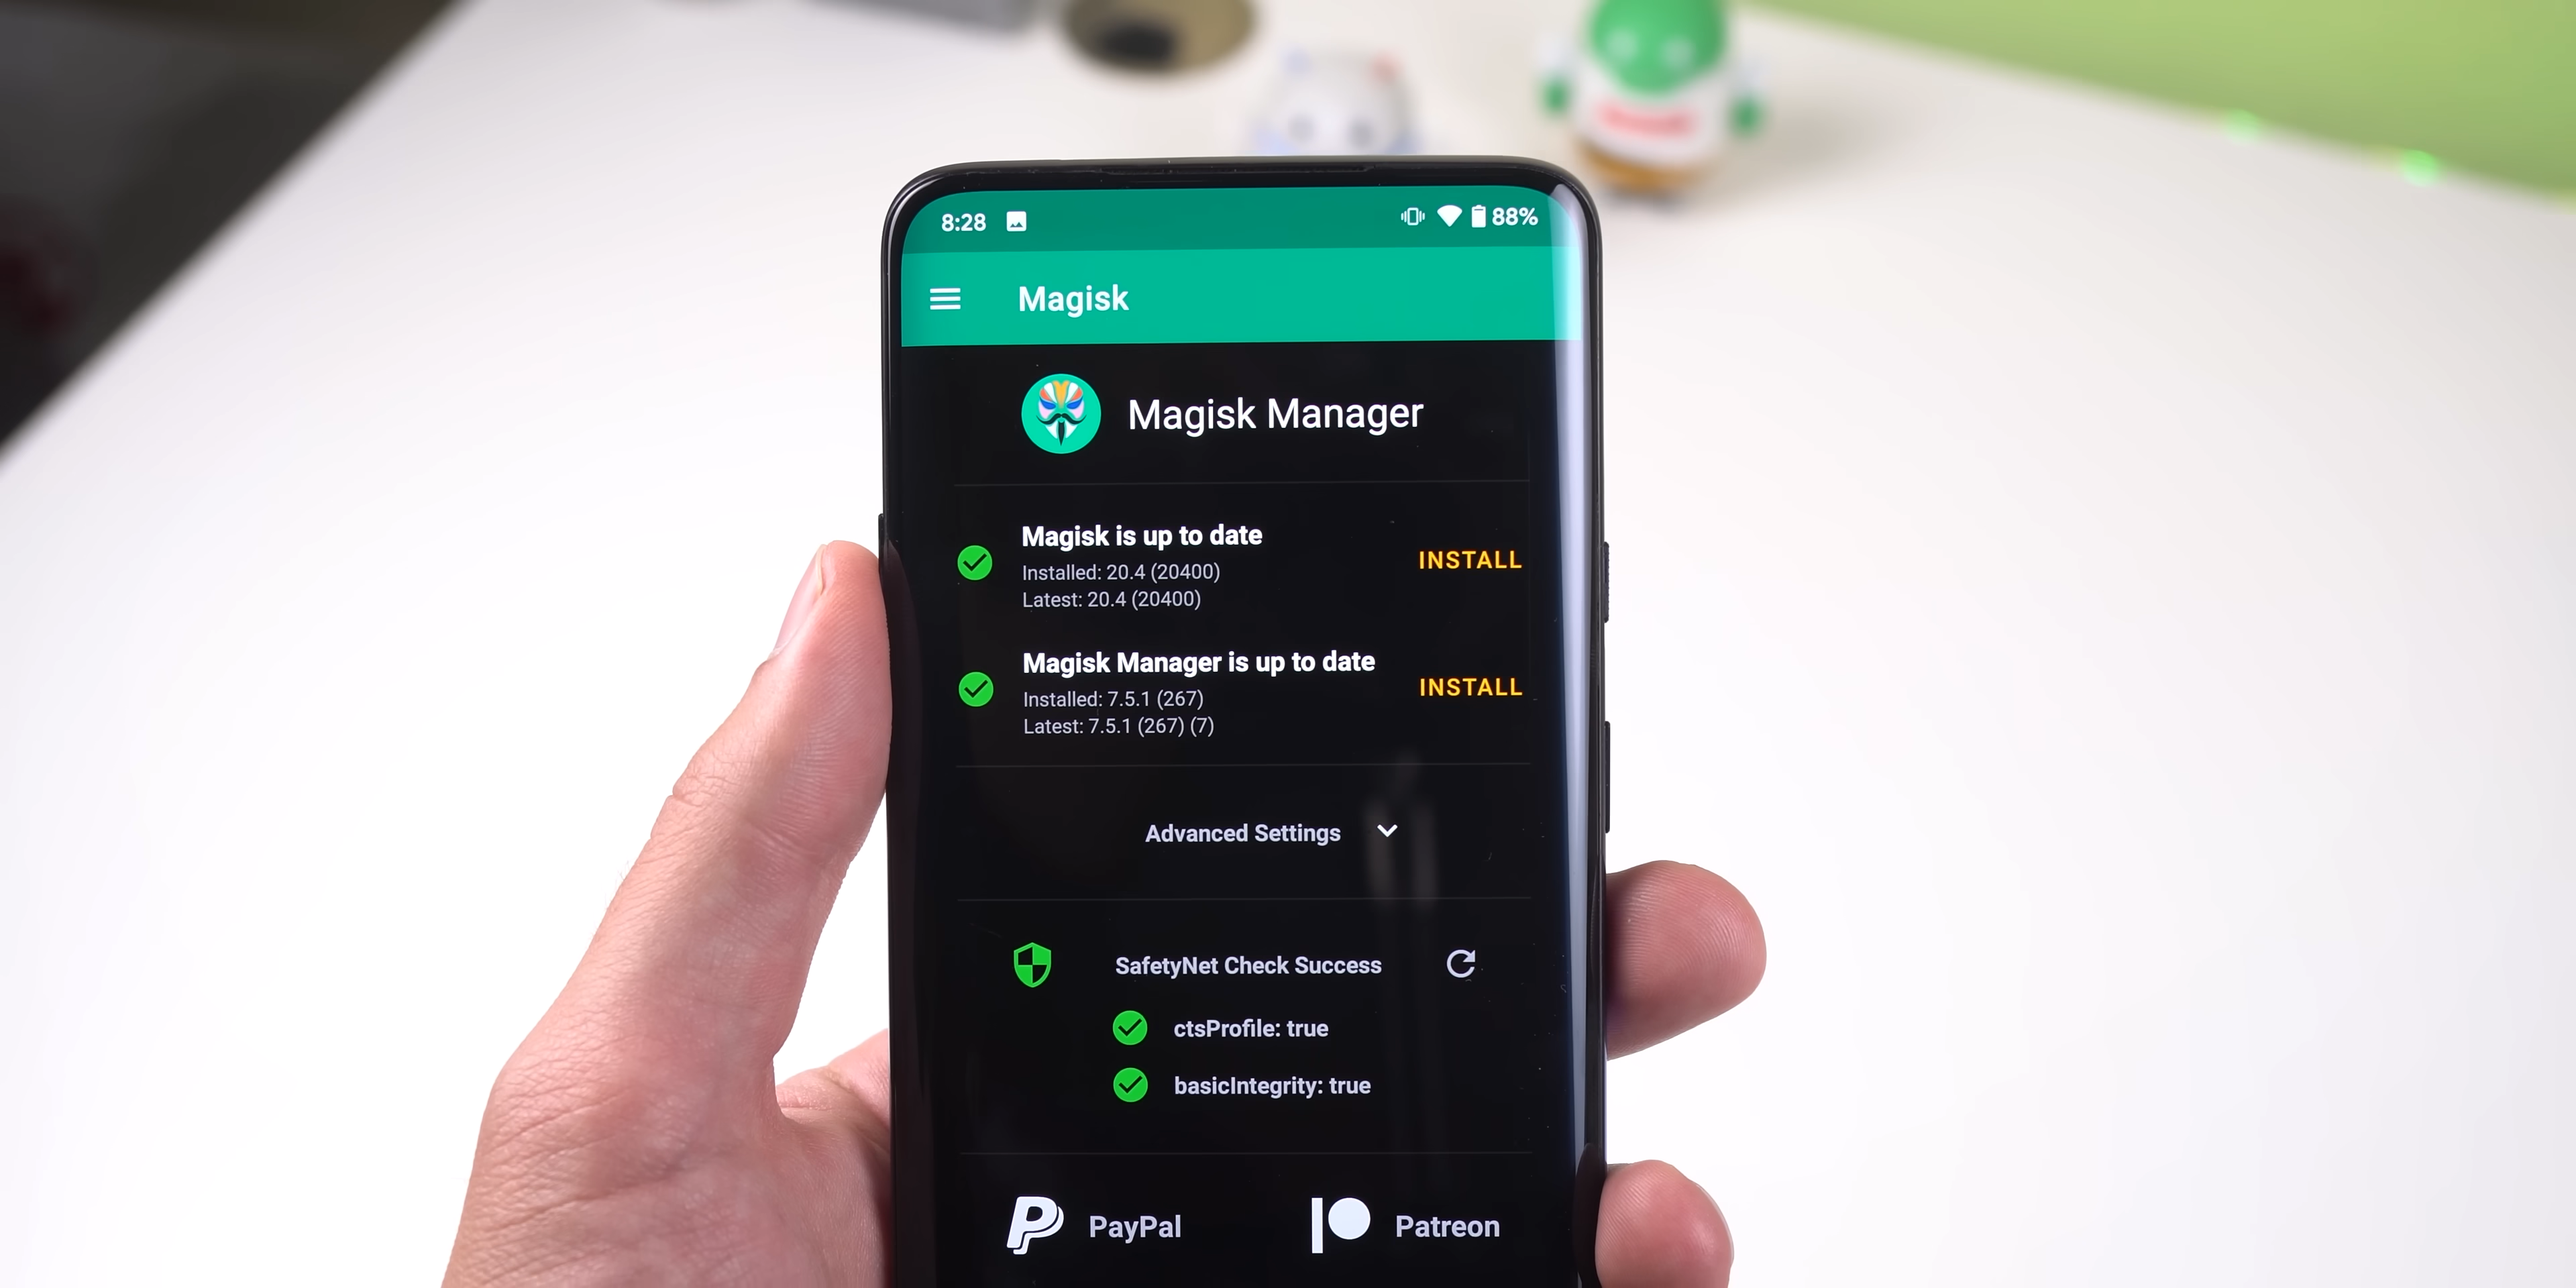 8:28 88%
Magisk
Magisk Manager
Magisk is up to date
Installed: 20.4 (20400)
Latest: 20.4 (20400)
INSTALL
Magisk Manager is up to date
Installed: 7.5.1 (267)
Latest: 7.5.1 (267) (7)
INSTALL
Advanced Settings
SafetyNet Check Success
ctsProfile: true
basicIntegrity: true
PayPal Patreon